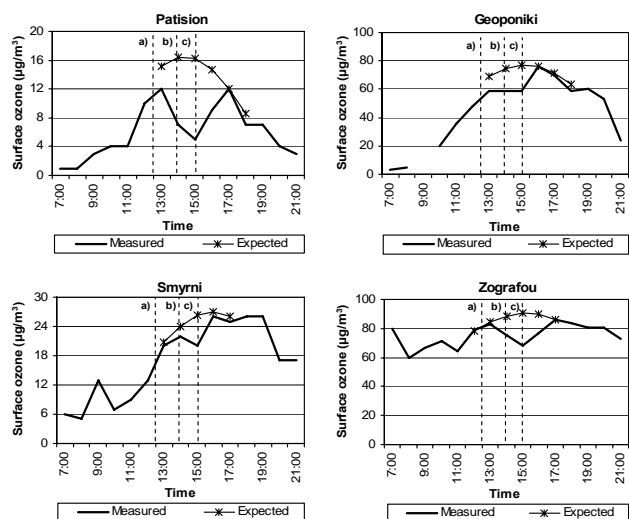 Patision
Surface ozone (µg/m³)
20
16
12
8
4
0
a)
b)
c)
7:00
9:00
11:00
13:00
15:00
17:00
19:00
21:00
Time
Measured
Expected
Geoponiki
Surface ozone (µg/m³)
100
80
60
40
20
0
a)
b)
c)
7:00
9:00
11:00
13:00
15:00
17:00
19:00
21:00
Time
Measured
Expected
Smyrni
Surface ozone (µg/m³)
30
24
18
12
6
0
a)
b)
c)
7:00
9:00
11:00
13:00
15:00
17:00
19:00
21:00
Time
Measured
Expected
Zografou
Surface ozone (µg/m³)
100
80
60
40
20
0
a)
b)
c)
7:00
9:00
11:00
13:00
15:00
17:00
19:00
21:00
Time
Measured
Expected